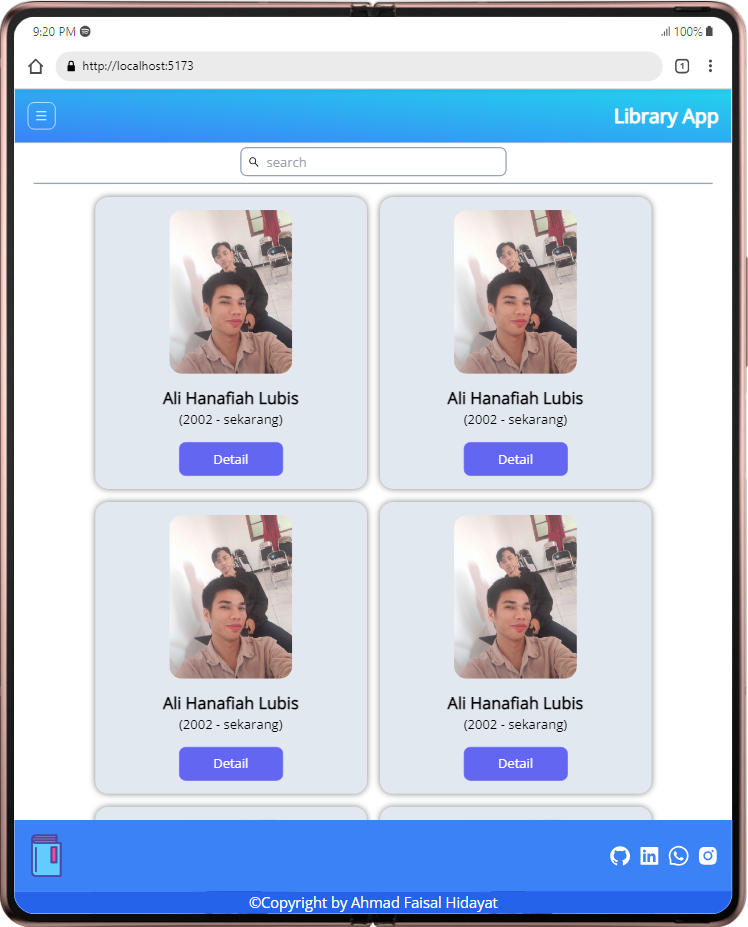 9:20 PM
100%
http://localhost:5173
1
Library App
search
Ali Hanafiah Lubis
(2002 - sekarang)
Detail
Ali Hanafiah Lubis
(2002 - sekarang)
Detail
Ali Hanafiah Lubis
(2002 - sekarang)
Detail
Ali Hanafiah Lubis
(2002 - sekarang)
Detail
in
©Copyright by Ahmad Faisal Hidayat